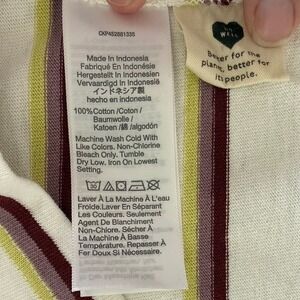 CKP452881335
Made In Indonesia
Fabriqué En Indonésie
Hergestellt In Indonesien
Vervaardigd In Indonesië
インドネシア製
hecho en indonesia
100%Cotton /Coton /
Baumwolle /
Katoen /綿 /algodón
Machine Wash Cold With
Like Colors. Non-Chlorine
Bleach Only. Tumble
Dry Low. Iron On Lowest
Setting.
Laver À La Machine À L'eau
Froide.Laver En Séparant
Les Couleurs. Seulement
Agent De Blanchiment
Non-Chlore. Sécher À
La Machine À Basse
Température. Repasser À
Fer Doux Si Nécessaire.
WELL
Better for the
planet, better for
its people.